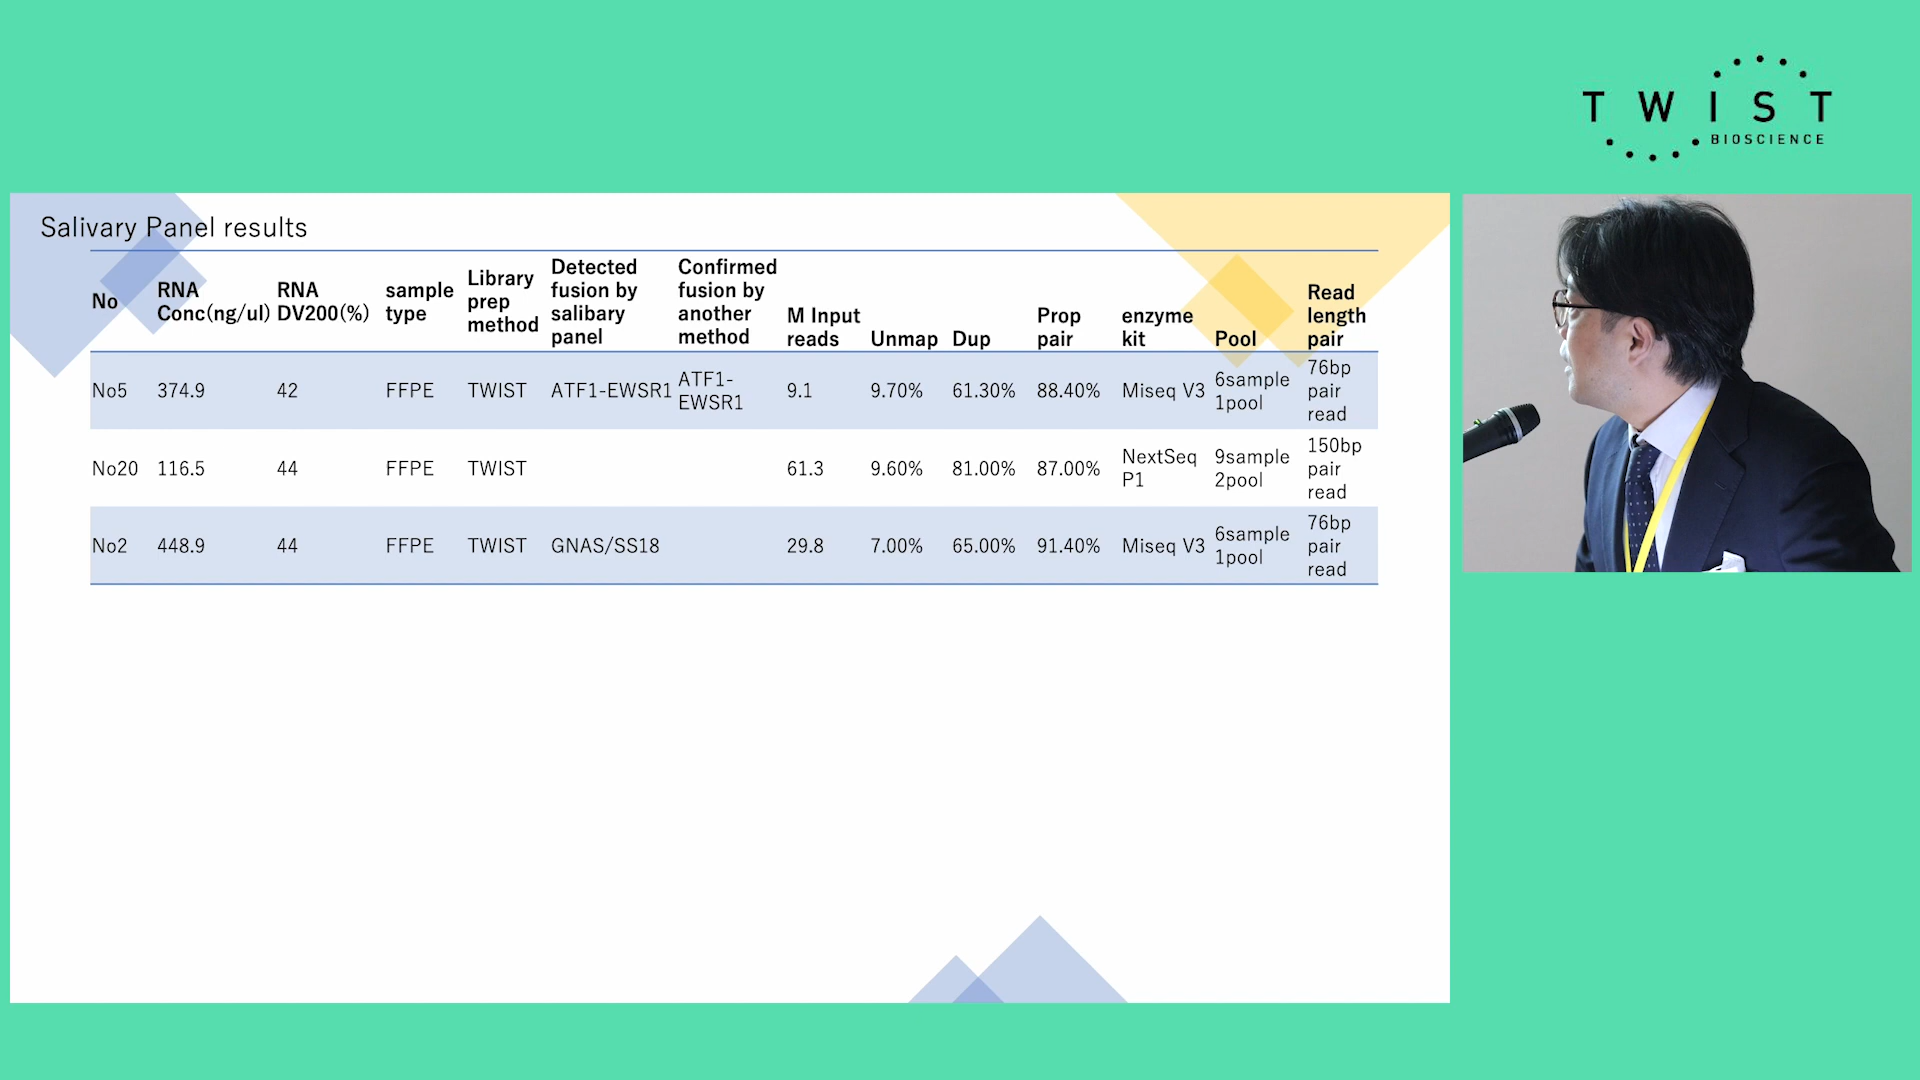 TWIST
BIOSCIENCE
Salivary Panel results
No
RNA
Conc(ng/ul)
RNA
DV200(%)
sample
type
Library
prep
method
Detected
fusion by
salibary
panel
Confirmed
fusion by
another
method
M Input
reads
Unmap
Dup
Prop
pair
enzyme
kit
Pool
Read
length
pair
No5
374.9
42
FFPE
TWIST
ATF1-EWSR1
ATF1-
EWSR1
9.1
9.70%
61.30%
88.40%
Miseq V3
6sample
1pool
76bp
pair
read
No20
116.5
44
FFPE
TWIST
61.3
9.60%
81.00%
87.00%
NextSeq
P1
9sample
2pool
150bp
pair
read
No2
448.9
44
FFPE
TWIST
GNAS/SS18
29.8
7.00%
65.00%
91.40%
Miseq V3
6sample
1pool
76bp
pair
read